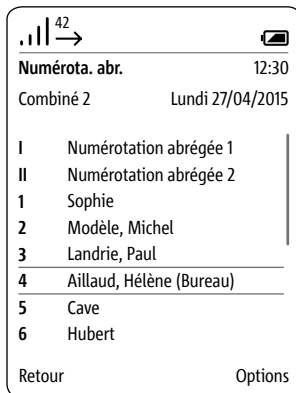 42
Numérota. abr. 12:30
Combiné 2 Lundi 27/04/2015
I Numérotation abrégée 1
II Numérotation abrégée 2
1 Sophie
2 Modèle, Michel
3 Landrie, Paul
4 Aillaud, Hélène (Bureau)
5 Cave
6 Hubert
Retour Options